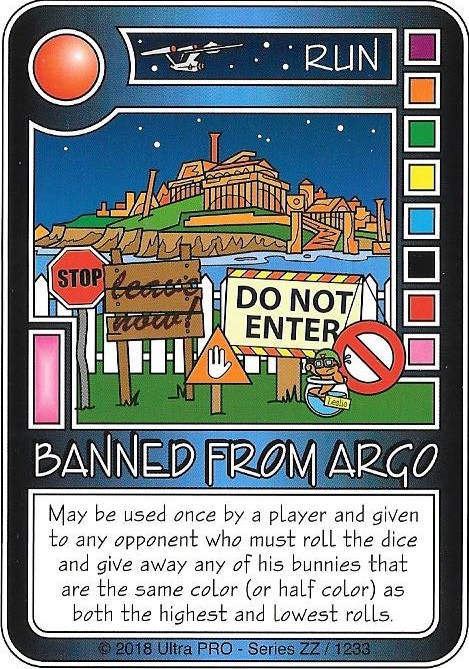 RUN
STOP
leave
now!
DO NOT
ENTER
Leslie
BANNED FROM ARGO
May be used once by a player and given
to any opponent who must roll the dice
and give away any of his bunnies that
are the same color (or half color) as
both the highest and lowest rolls.
© 2018 Ultra PRO - Series ZZ / 1233